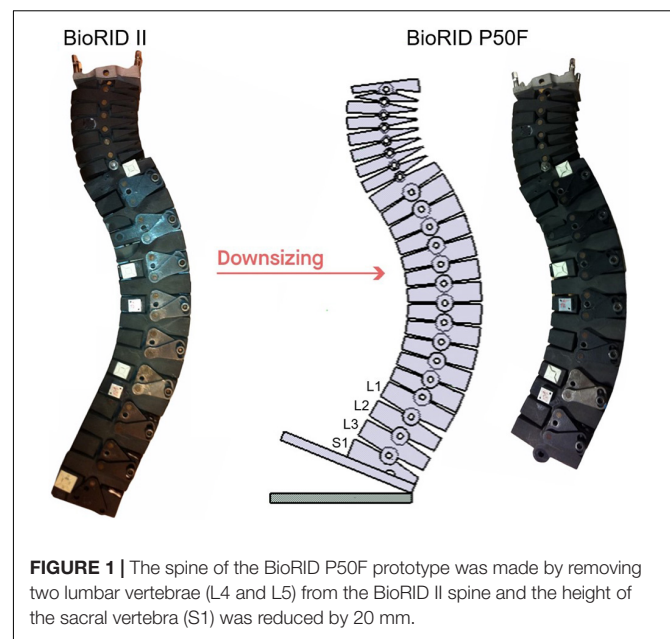 BioRID II
BioRID P50F
Downsizing
L1
L2
L3
S1
FIGURE 1 | The spine of the BioRID P50F prototype was made by removing
two lumbar vertebrae (L4 and L5) from the BioRID II spine and the height of
the sacral vertebra (S1) was reduced by 20 mm.